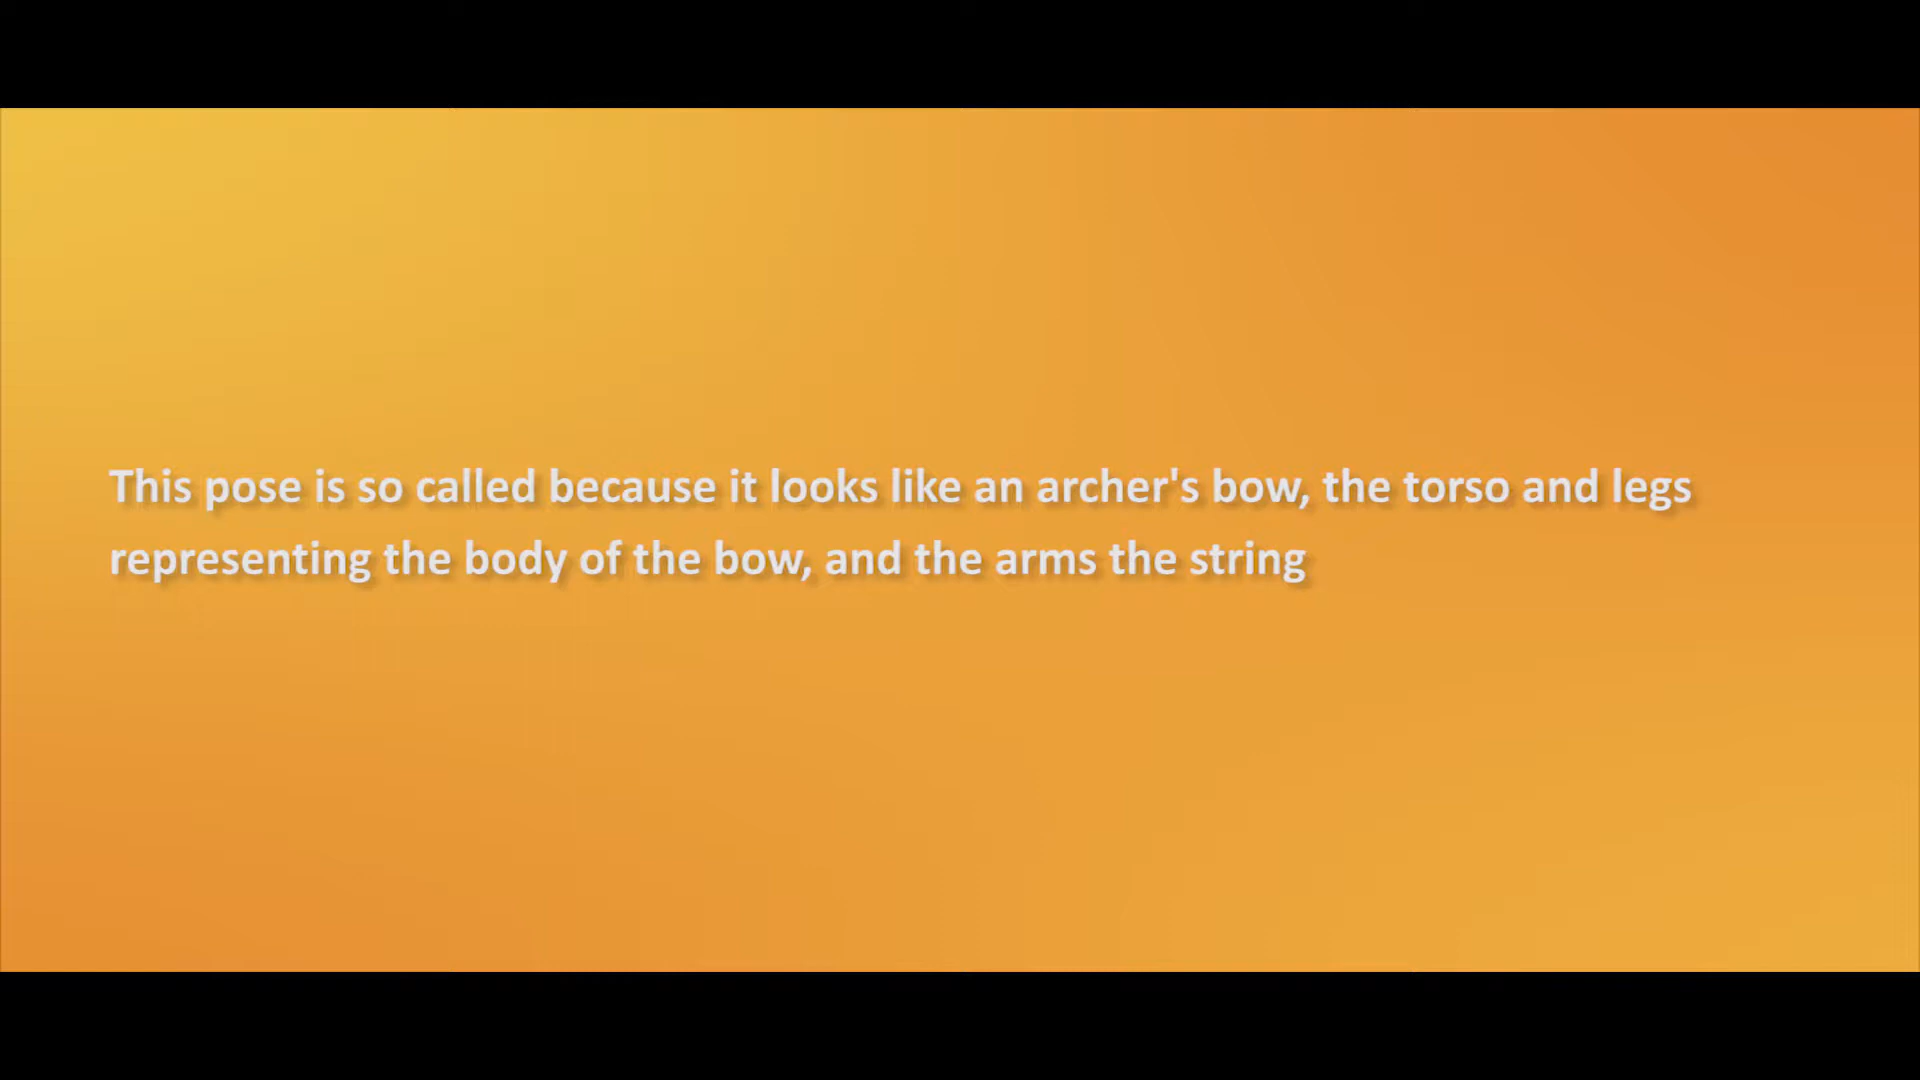 This pose is so called because it looks like an archer's bow, the torso and legs
representing the body of the bow, and the arms the string